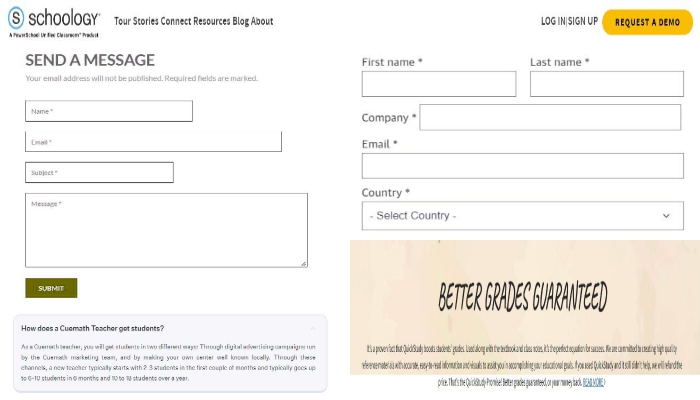 S schoology®
A PowerSchool Unified Classroom® Product
Tour Stories Connect Resources Blog About
LOG IN|SIGN UP
REQUEST A DEMO
SEND A MESSAGE
Your email address will not be published. Required fields are marked.
Name *
Email *
Subject *
Message *
SUBMIT
How does a Cuemath Teacher get students?
As a Cuemath teacher, you will get students in two different ways: Through digital advertising campaigns run
by the Cuemath marketing team, and by making your own center well known locally. Through these
channels, a new teacher typically starts with 2-3 students in the first couple of months and typically goes up
to 6-10 students in 6 months and 10 to 18 students over a year.
First name *
Last name *
Company *
Email *
Country *
- Select Country -
BETTER GRADES GUARANTEED
It's a proven fact that QuickStudy boosts students' grades. Used along with the textbook and class notes, it's the perfect equation for success. We are committed to creating high quality
reference materials with accurate, easy-to-read information and visuals to assist you in accomplishing your educational goals. If you used QuickStudy and it still didn't help, we will refund the
price. That's the QuickStudy Promise! Better grades guaranteed, or your money back. READ MORE